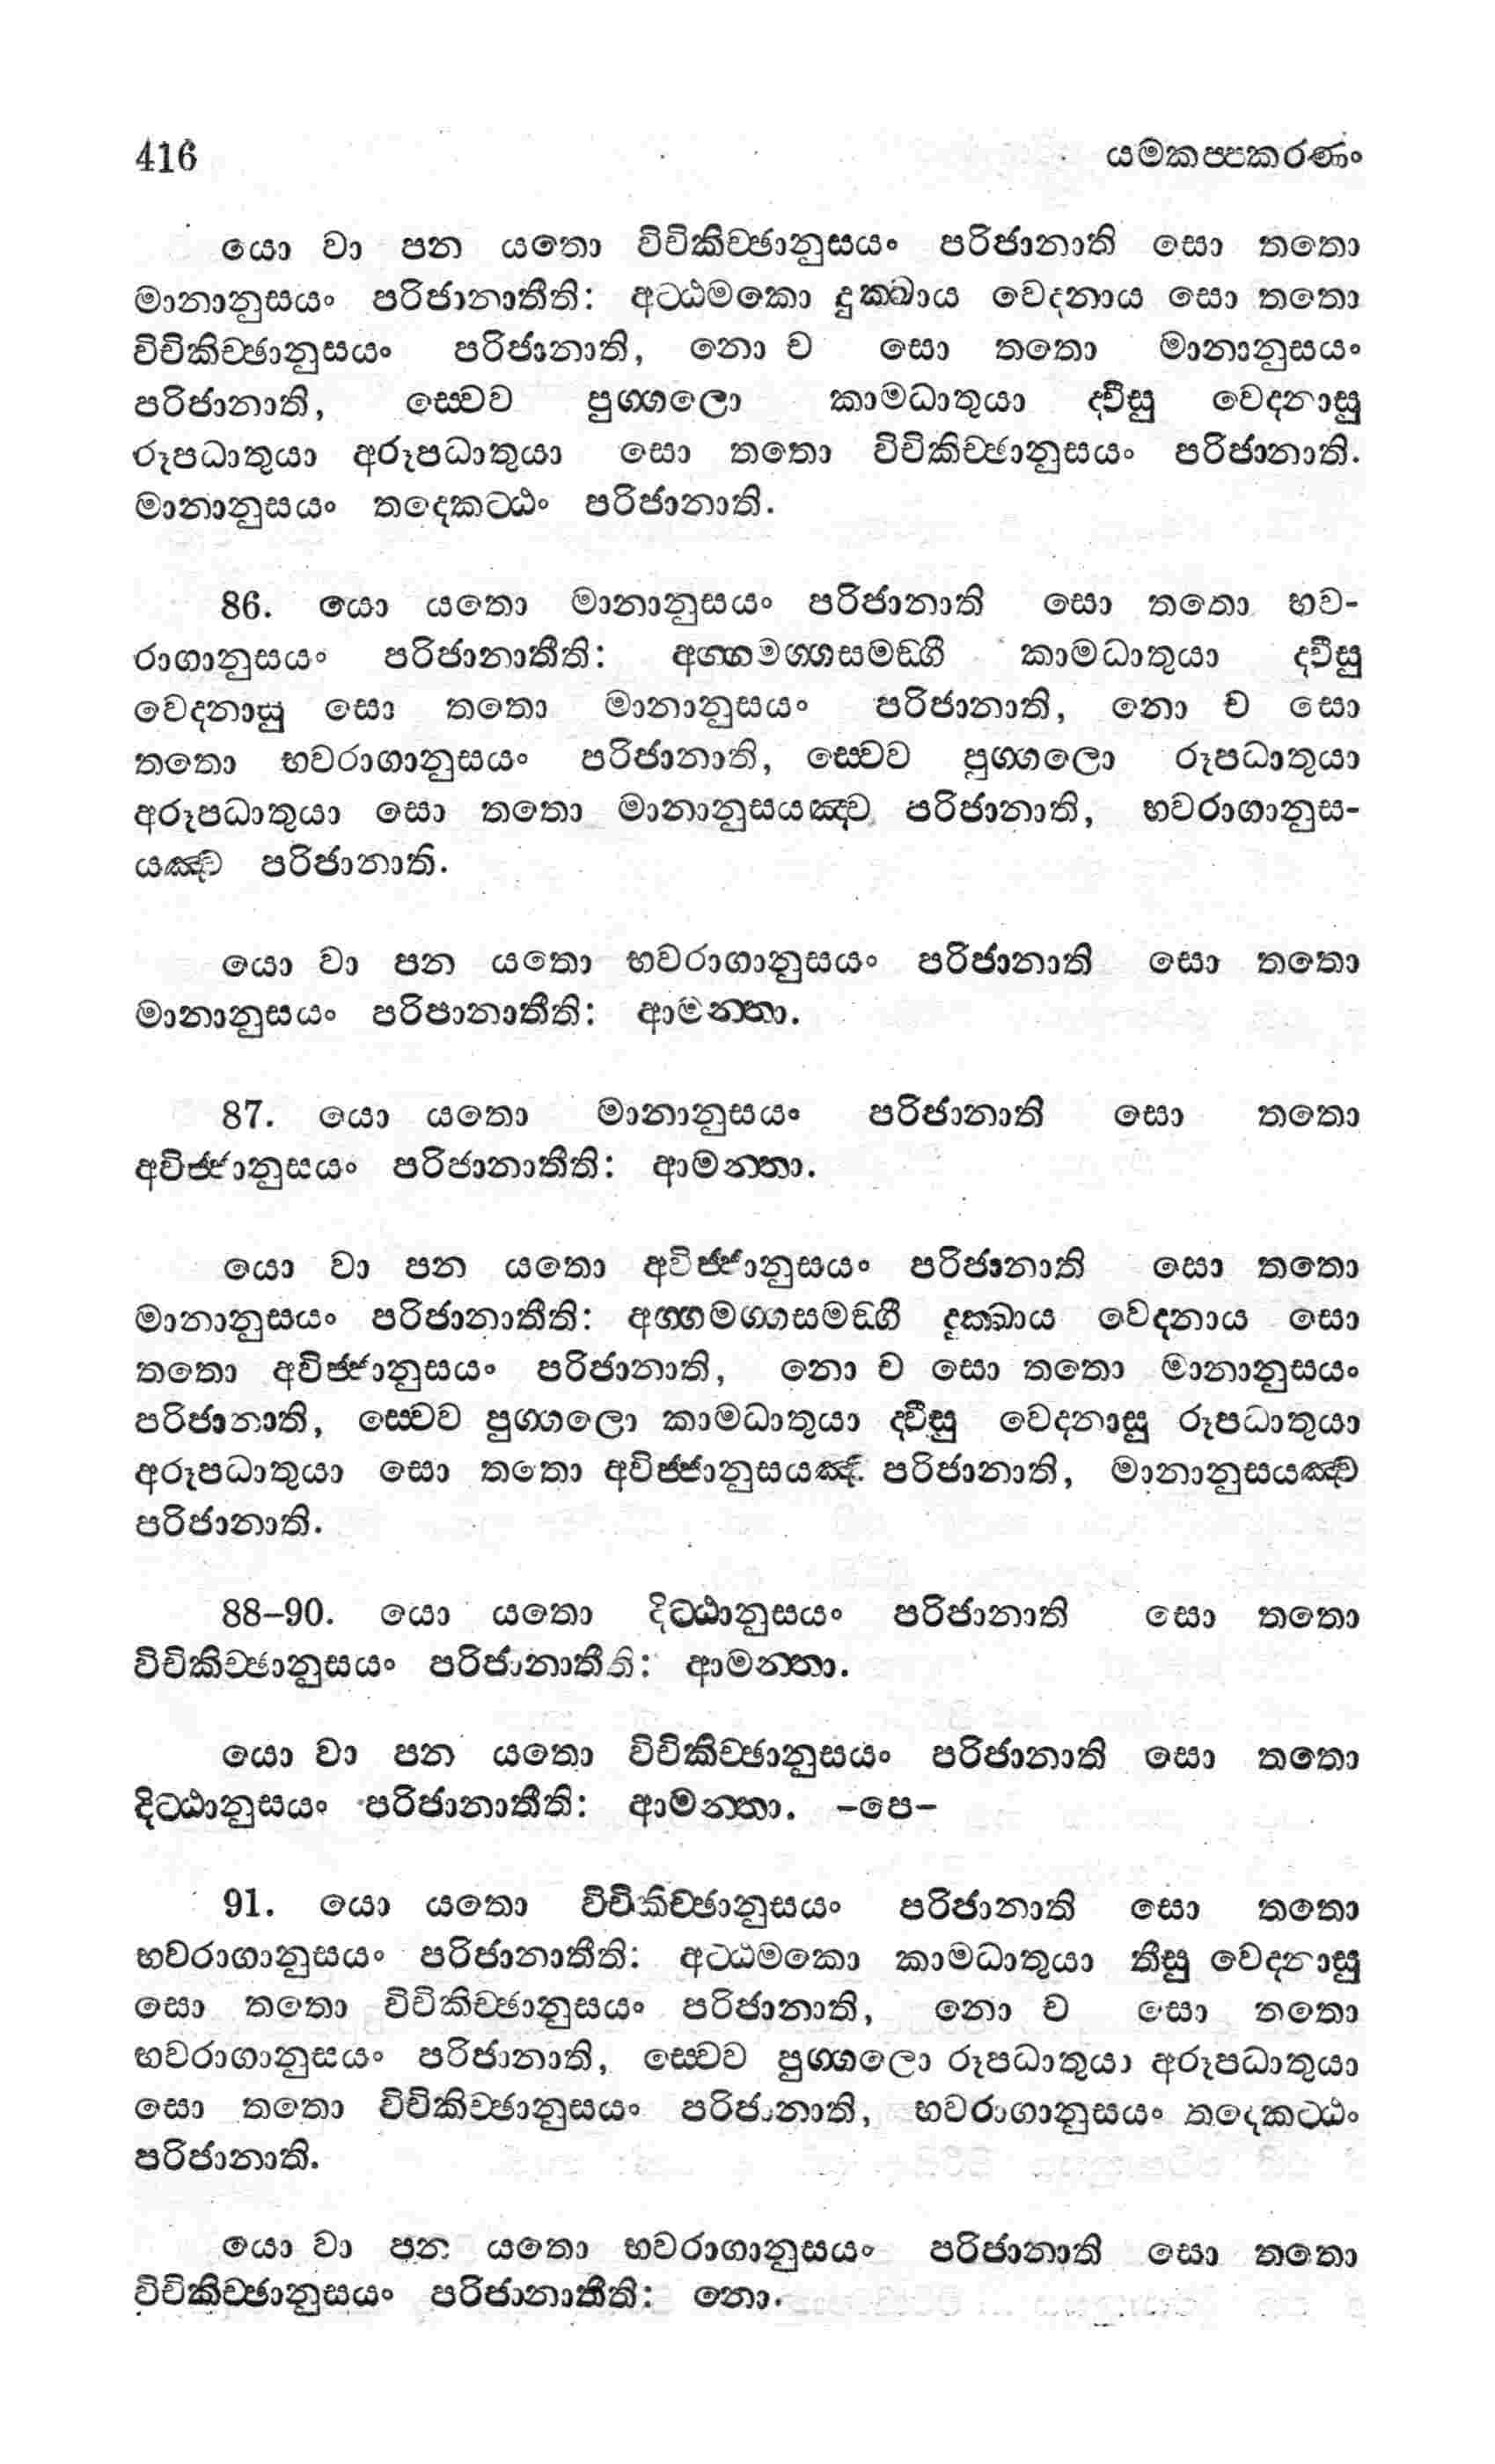 416 යමකප්පකරණං
යො වා පන යතො විචිකිච්ඡානුසයං පරිජානාති සො තතො
මානානුසයං පරිජානාතීති: අට්ඨමකො දුක්ඛාය වෙදනාය සො තතො
විචිකිච්ඡානුසයං පරිජානාති, නො ච සො තතො මානානුසයං
පරිජානාති, ස්වෙව පුග්ගලො කාමධාතුයා ද්වීසු වෙදනාසු
රූපධාතුයා අරූපධාතුයා සො තතො විචිකිච්ඡානුසයං පරිජානාති.
මානානුසයං තදෙකට්ඨං පරිජානාති.
86. යො යතො මානානුසයං පරිජානාති සො තතො භව-
රාගානුසයං පරිජානාතීති: අග්ගමග්ගසමඞ්ගී කාමධාතුයා ද්වීසු
වෙදනාසු සො තතො මානානුසයං පරිජානාති, නො ච සො
තතො භවරාගානුසයං පරිජානාති, ස්වෙව පුග්ගලො රූපධාතුයා
අරූපධාතුයා සො තතො මානානුසයඤ්ච පරිජානාති, භවරාගානුස-
යඤ්ච පරිජානාති.
යො වා පන යතො භවරාගානුසයං පරිජානාති සො තතො
මානානුසයං පරිපානාතීති: ආමන්තා.
87. යො යතො මානානුසයං පරිජානාති සො තතො
අවිජ්ජානුසයං පරිජානාතීති: ආමන්තා.
යො වා පන යතො අවිජ්ජානුසයං පරිජානාති සො තතො
මානානුසයං පරිජානාතීති: අග්ගමග්ගසමඞ්ගී දුක්ඛාය වෙදනාය සො
තතො අවිජ්ජානුසයං පරිජානාති, නො ච සො තතො මානානුසයං
පරිජානාති, ස්වෙව පුග්ගලො කාමධාතුයා ද්වීසු වෙදනාසු රූපධාතුයා
අරූපධාතුයා සො තතො අවිජ්ජානුසයඤ්ච පරිජානාති, මානානුසයඤ්ච
පරිජානාති.
88–90. යො යතො දිට්ඨානුසයං පරිජානාති සො තතො
විචිකිච්ඡානුසයං පරිජානාතීති: ආමන්තා.
යො වා පන යතො විචිකිච්ඡානුසයං පරිජානාති සො තතො
දිට්ඨානුසයං පරිජානාතීති: ආමන්තා. –පෙ–
91. යො යතො විචිකිච්ඡානුසයං පරිජානාති සො තතො
භවරාගානුසයං පරිජානාතීති: අට්ඨමකො කාමධාතුයා තීසු වෙදනාසු
සො තතො විචිකිච්ඡානුසයං පරිජානාති, නො ච සො තතො
භවරාගානුසයං පරිජානාති, ස්වෙව පුග්ගලො රූපධාතුයා අරූපධාතුයා
සො තතො විචිකිච්ඡානුසයං පරිජානාති, භවරාගානුසයං තදෙකට්ඨං
පරිජානාති.
යො වා පන යතො භවරාගානුසයං පරිජානාති සො තතො
විචිකිච්ඡානුසයං පරිජානාතීති: නො.